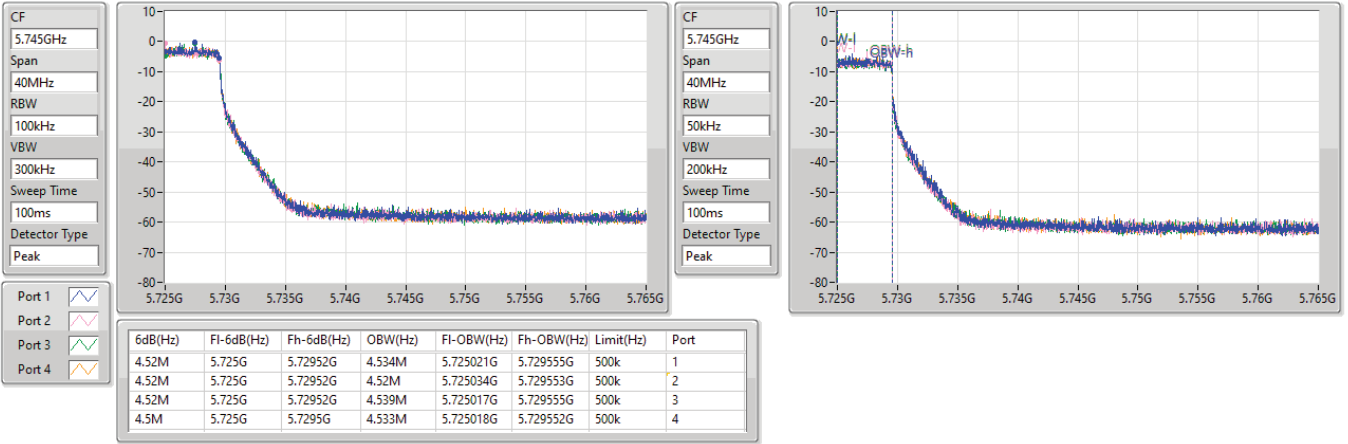 CF
5.745GHz
Span
40MHz
RBW
100kHz
VBW
300kHz
Sweep Time
100ms
Detector Type
Peak
10-
0-
-10-
-20-
-30-
-40-
-50-
-60-
-70-
-80-
5.725G 5.73G 5.735G 5.74G 5.745G 5.75G 5.755G 5.76G 5.765G
CF
5.745GHz
Span
40MHz
RBW
50kHz
VBW
200kHz
Sweep Time
100ms
Detector Type
Peak
10-
0-
-10-
-20-
-30-
-40-
-50-
-60-
-70-
-80-
W-l
OBW-h
5.725G 5.73G 5.735G 5.74G 5.745G 5.75G 5.755G 5.76G 5.765G
Port 1
Port 2
Port 3
Port 4
6dB(Hz) Fl-6dB(Hz) Fh-6dB(Hz) OBW(Hz) Fl-OBW(Hz) Fh-OBW(Hz) Limit(Hz) Port
4.52M 5.725G 5.72952G 4.534M 5.725021G 5.729555G 500k 1
4.52M 5.725G 5.72952G 4.52M 5.725034G 5.729553G 500k 2
4.52M 5.725G 5.72952G 4.539M 5.725017G 5.729555G 500k 3
4.5M 5.725G 5.7295G 4.533M 5.725018G 5.729552G 500k 4